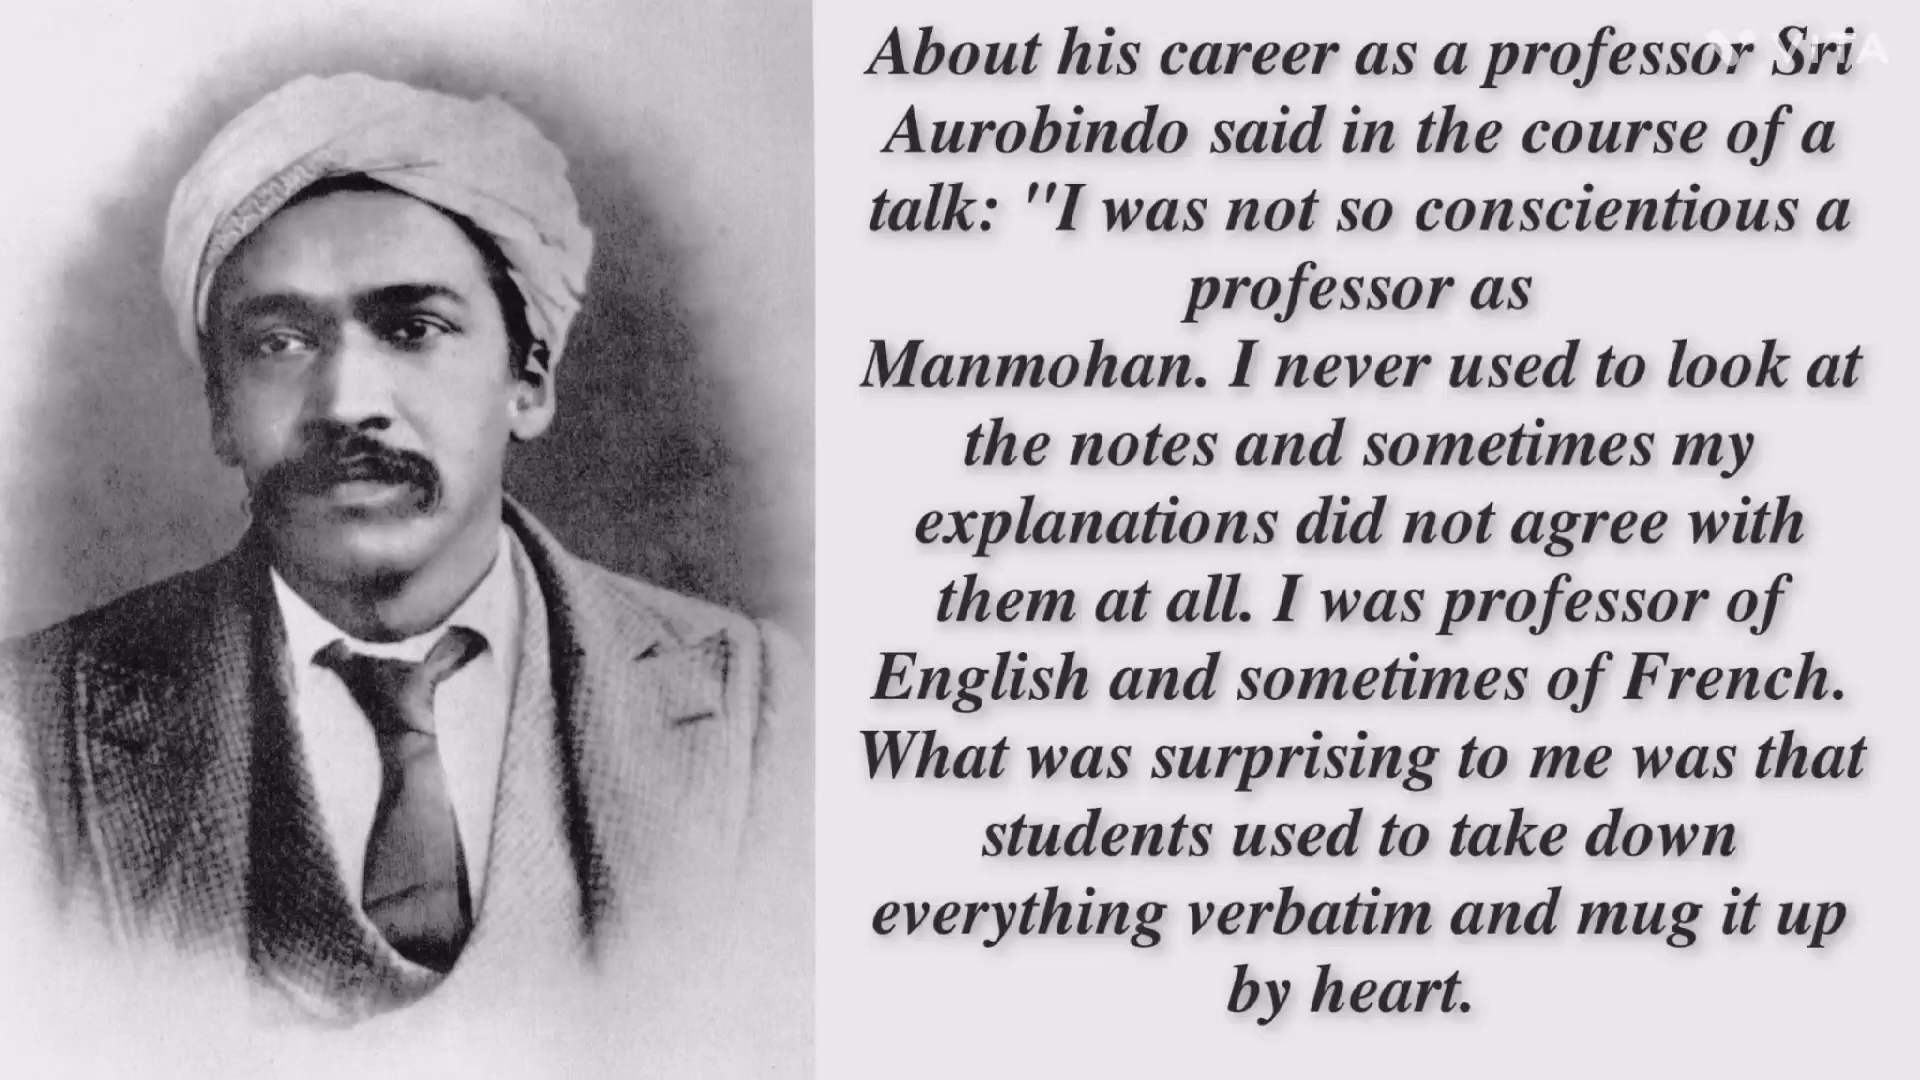 About his career as a professor Sri
Aurobindo said in the course of a
talk: "I was not so conscientious a
professor as
Manmohan. I never used to look at
the notes and sometimes my
explanations did not agree with
them at all. I was professor of
English and sometimes of French.
What was surprising to me was that
students used to take down
everything verbatim and mug it up
by heart.
VITA